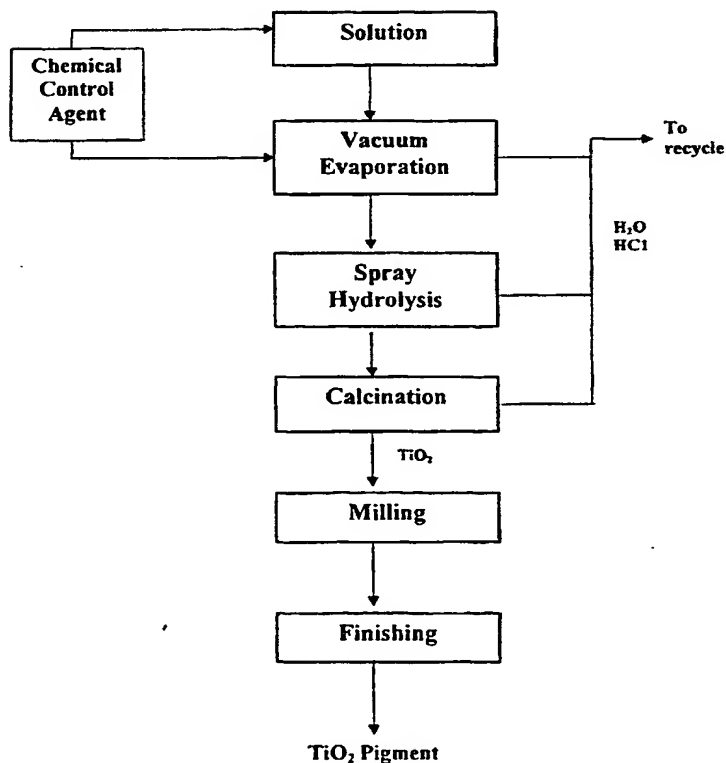 Solution
Chemical
Control
Agent
Vacuum
Evaporation
To
recycle
H₂O
HCl
Spray
Hydrolysis
Calcination
TiO₂
Milling
Finishing
TiO₂ Pigment